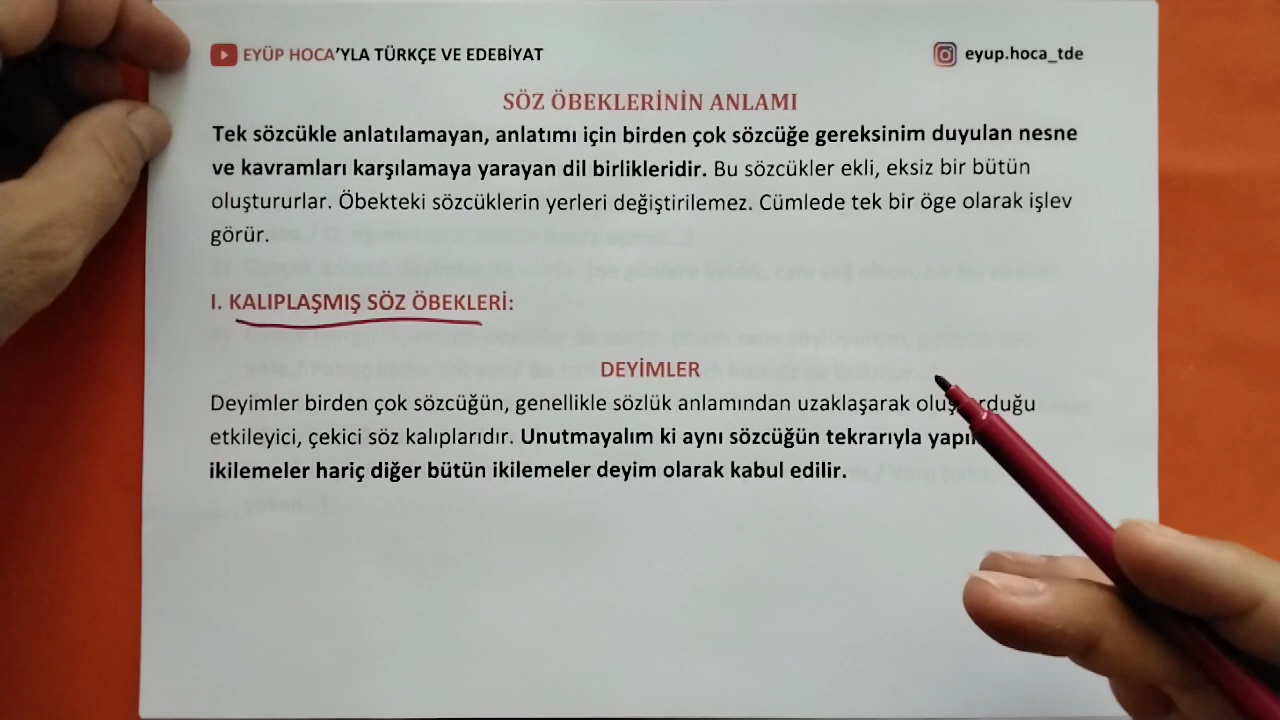 EYÜP HOCA'YLA TÜRKÇE VE EDEBİYAT
eyup.hoca_tde
SÖZ ÖBEKLERİNİN ANLAMI
Tek sözcükle anlatılamayan, anlatımı için birden çok sözcüğe gereksinim duyulan nesne
ve kavramları karşılamaya yarayan dil birlikleridir. Bu sözcükler ekli, eksiz bir bütün
oluştururlar. Öbekteki sözcüklerin yerleri değiştirilemez. Cümlede tek bir öge olarak işlev
görür.
I. KALIPLAŞMIŞ SÖZ ÖBEKLERİ:
DEYİMLER
Deyimler birden çok sözcüğün, genellikle sözlük anlamından uzaklaşarak
etkileyici, çekici söz kalıplarıdır. Unutmayalım ki aynı sözcüğün tekrarıyla
ikilemeler hariç diğer bütün ikilemeler deyim olarak kabul edilir.